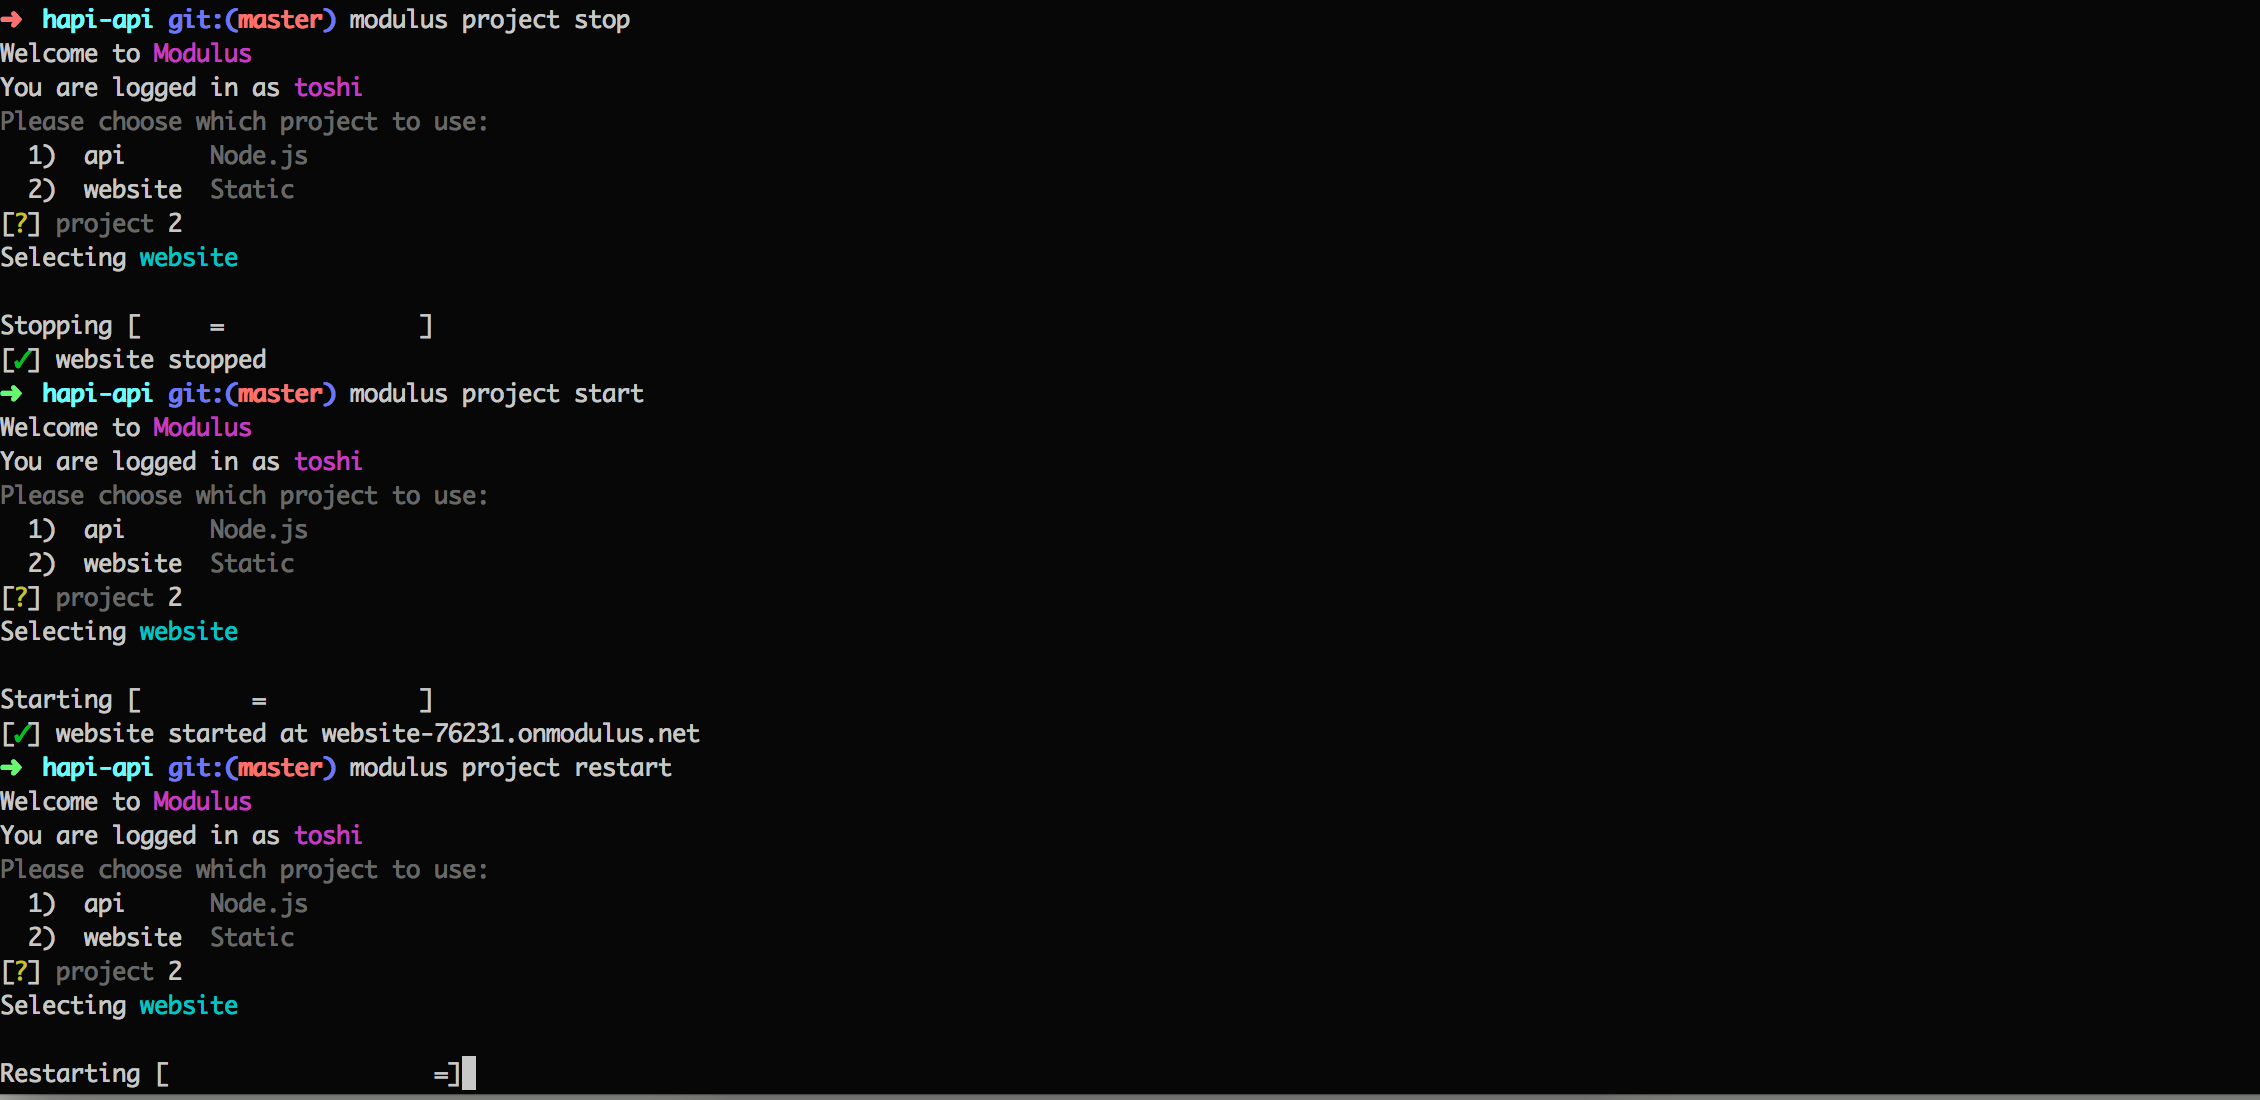 ➜  hapi-api git:(master) modulus project stop
Welcome to Modulus
You are logged in as toshi
Please choose which project to use:
  1)  api      Node.js
  2)  website  Static
[?] project 2
Selecting website

Stopping [     =              ]
[✓] website stopped
➜  hapi-api git:(master) modulus project start
Welcome to Modulus
You are logged in as toshi
Please choose which project to use:
  1)  api      Node.js
  2)  website  Static
[?] project 2
Selecting website

Starting [        =           ]
[✓] website started at website-76231.onmodulus.net
➜  hapi-api git:(master) modulus project restart
Welcome to Modulus
You are logged in as toshi
Please choose which project to use:
  1)  api      Node.js
  2)  website  Static
[?] project 2
Selecting website

Restarting [                   =]